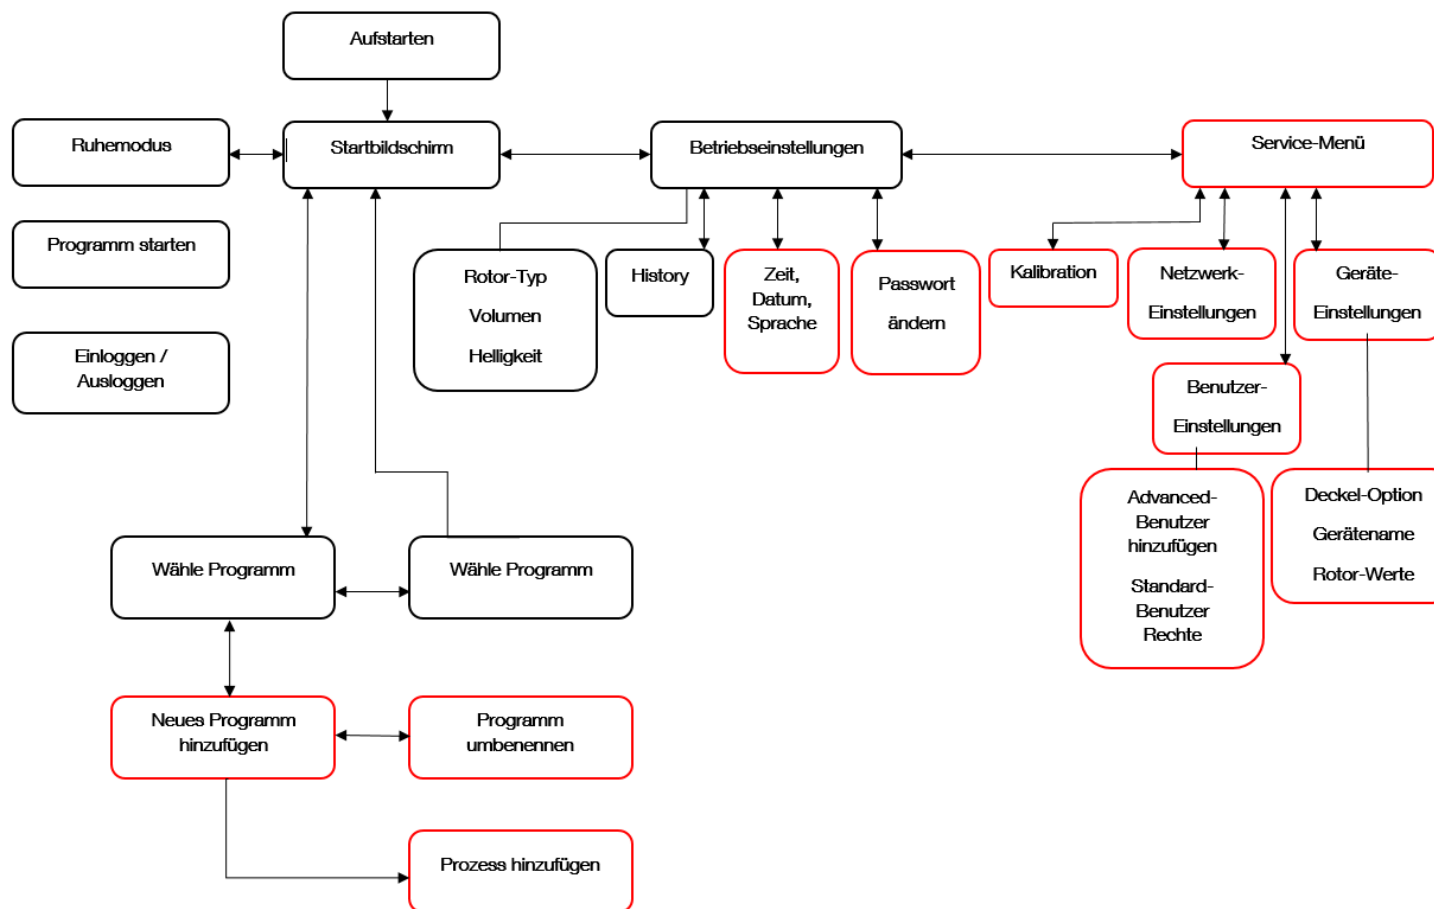 Aufstarten
Ruhemodus
Startbildschirm
Betriebseinstellungen
Service-Menü
Programm starten
Einloggen /
Ausloggen
Rotor-Typ
Volumen
Helligkeit
History
Zeit,
Datum,
Sprache
Passwort
ändern
Kalibration
Netzwerk-
Einstellungen
Geräte-
Einstellungen
Benutzer-
Einstellungen
Advanced-
Benutzer
hinzufügen
Standard-
Benutzer
Rechte
Deckel-Option
Gerätename
Rotor-Werte
Wähle Programm
Wähle Programm
Neues Programm
hinzufügen
Programm
umbenennen
Prozess hinzufügen